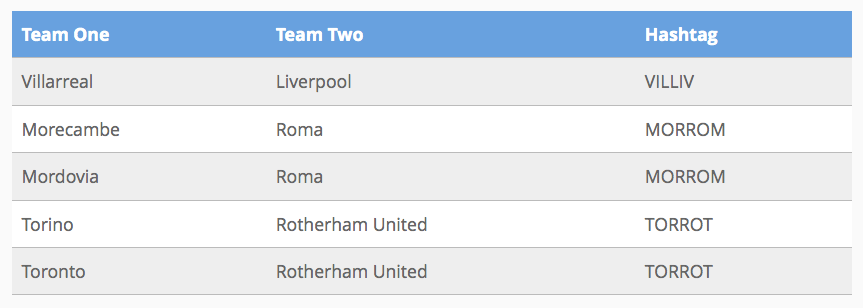 Team One Team Two Hashtag
Villarreal Liverpool VILLIV
Morecambe Roma MORROM
Mordovia Roma MORROM
Torino Rotherham United TORROT
Toronto Rotherham United TORROT